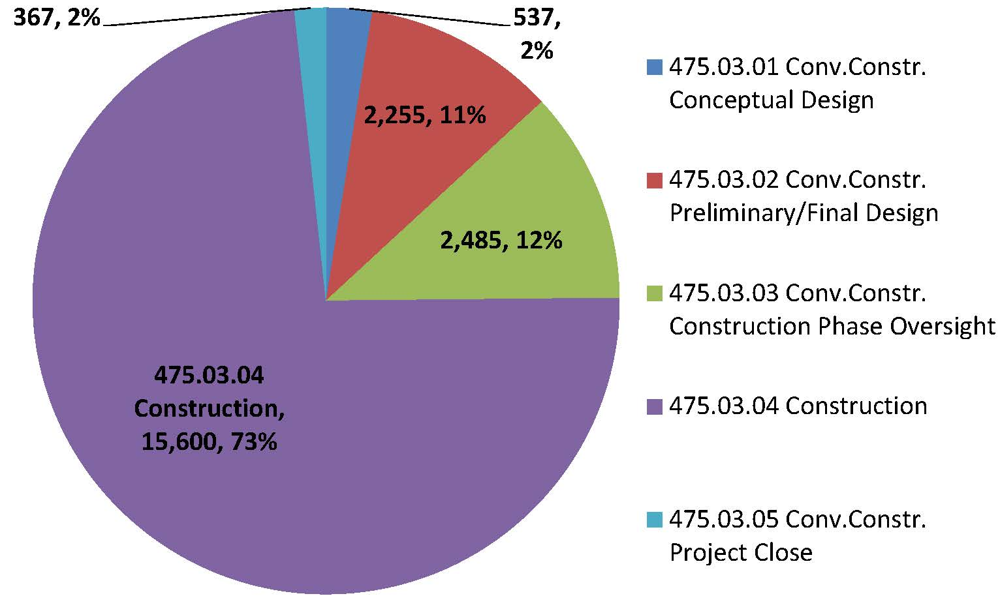 367, 2%
537,
2%
2,255, 11%
2,485, 12%
475.03.04
Construction,
15,600, 73%
475.03.01 Conv.Constr.
Conceptual Design
475.03.02 Conv.Constr.
Preliminary/Final Design
475.03.03 Conv.Constr.
Construction Phase Oversight
475.03.04 Construction
475.03.05 Conv.Constr.
Project Close